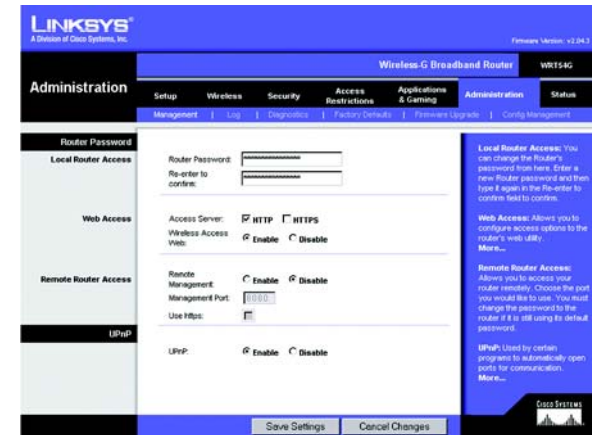 LINKSYS®
A Division of Cisco Systems, Inc.
Firmware Version: v2.04.3
Wireless-G Broadband Router WRT54G
Administration
Setup Wireless Security Access Restrictions Applications & Gaming Administration Status
Management | Log | Diagnostics | Factory Defaults | Firmware Upgrade | Config Management
Router Password
Local Router Access
Router Password:
Re-enter to
confirm:
Web Access
Access Server: HTTP HTTPS
Wireless Access
Web: Enable Disable
Remote Router Access
Remote
Management: Enable Disable
Management Port: 8080
Use https:
UPnP
UPnP: Enable Disable
Local Router Access: You
can change the Router's
password from here. Enter a
new Router password and then
type it again in the Re-enter to
confirm field to confirm.
Web Access: Allows you to
configure access options to the
router's web utility.
More...
Remote Router Access:
Allows you to access your
router remotely. Choose the port
you would like to use. You must
change the password to the
router if it is still using its default
password.
UPnP: Used by certain
programs to automatically open
ports for communication.
More...
Save Settings Cancel Changes
CISCO SYSTEMS